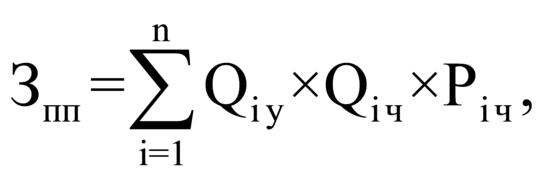 n
Зпп = ∑ Qiу × Qiч × Piч,
i=1